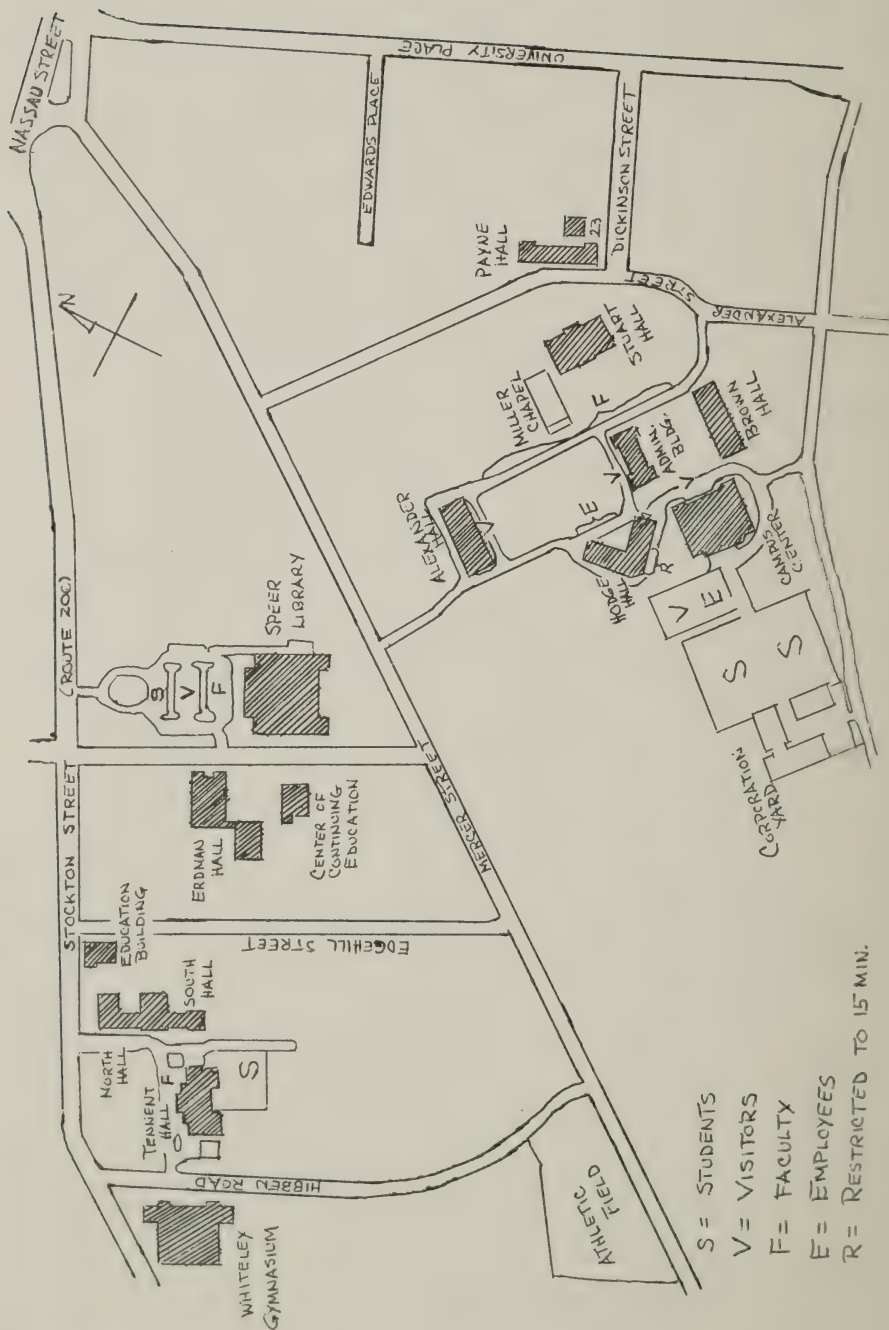 NASSAU STREET
UNIVERSITY PLACE
EDWARDS PLACE
DICKINSON STREET
ALEXANDER STREET
N
PAYNE
HALL
23
STUART
HALL
MILLER
CHAPEL
F
ADMIN.
BLDG.
BROWN
HALL
V
V
E
ALEXANDER
HALL
V
HODGE
HALL
R
CAMPUS
CENTER
V
E
S
S
CORPORATION
YARD
(ROUTE 206)
STOCKTON STREET
SPEER
LIBRARY
S
V
F
MERCER STREET
ERDMAN
HALL
CENTER OF
CONTINUING
EDUCATION
EDGEHILL STREET
EDUCATION
BUILDING
SOUTH
HALL
NORTH
HALL
TENNENT
HALL
F
S
HIBBEN ROAD
WHITELEY
GYMNASIUM
ATHLETIC
FIELD
S = STUDENTS
V = VISITORS
F = FACULTY
E = EMPLOYEES
R = RESTRICTED TO 15 MIN.